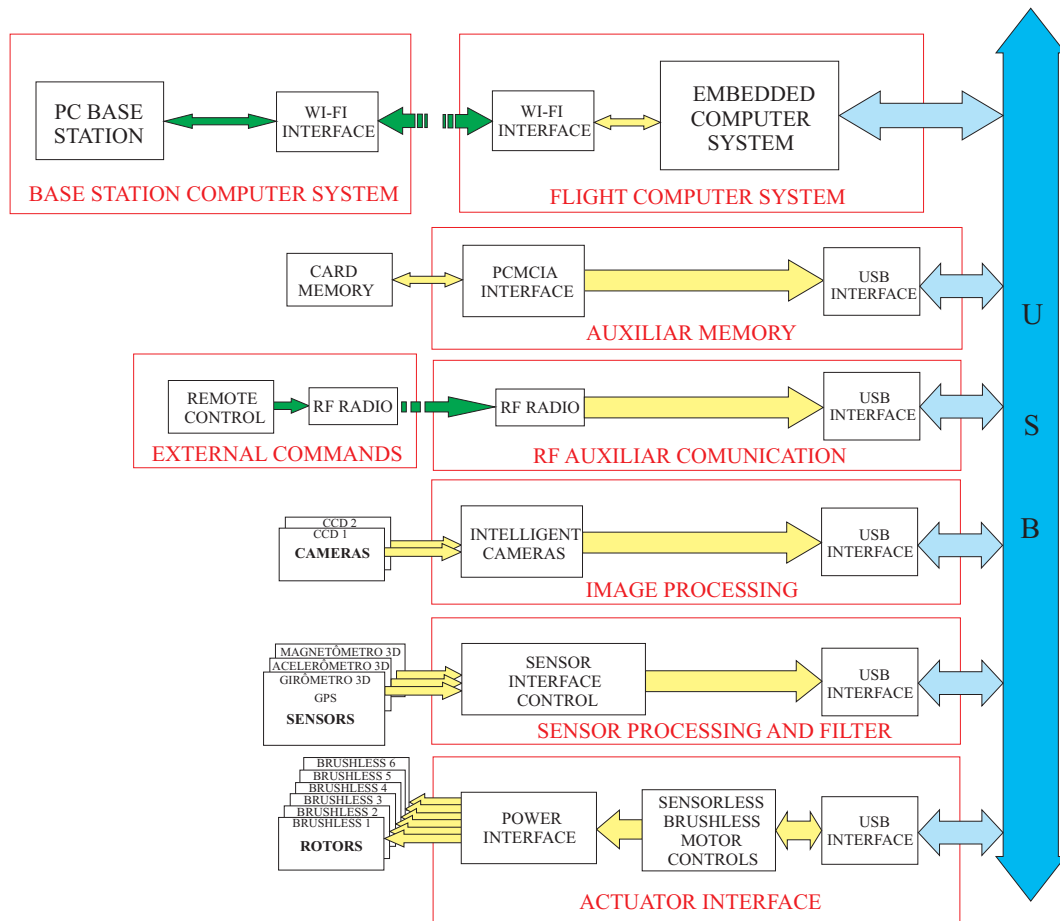 PC BASE
STATION
WI-FI
INTERFACE
BASE STATION COMPUTER SYSTEM
WI-FI
INTERFACE
EMBEDDED
COMPUTER
SYSTEM
FLIGHT COMPUTER SYSTEM
CARD
MEMORY
PCMCIA
INTERFACE
USB
INTERFACE
AUXILIAR MEMORY
REMOTE
CONTROL
RF RADIO
EXTERNAL COMMANDS
RF RADIO
USB
INTERFACE
RF AUXILIAR COMUNICATION
CCD 2
CCD 1
CAMERAS
INTELLIGENT
CAMERAS
USB
INTERFACE
IMAGE PROCESSING
MAGNETÔMETRO 3D
ACELERÔMETRO 3D
GIRÔMETRO 3D
GPS
SENSORS
SENSOR
INTERFACE
CONTROL
USB
INTERFACE
SENSOR PROCESSING AND FILTER
BRUSHLESS 6
BRUSHLESS 5
BRUSHLESS 4
BRUSHLESS 3
BRUSHLESS 2
BRUSHLESS 1
ROTORS
POWER
INTERFACE
SENSORLESS
BRUSHLESS
MOTOR
CONTROLS
USB
INTERFACE
ACTUATOR INTERFACE
U
S
B